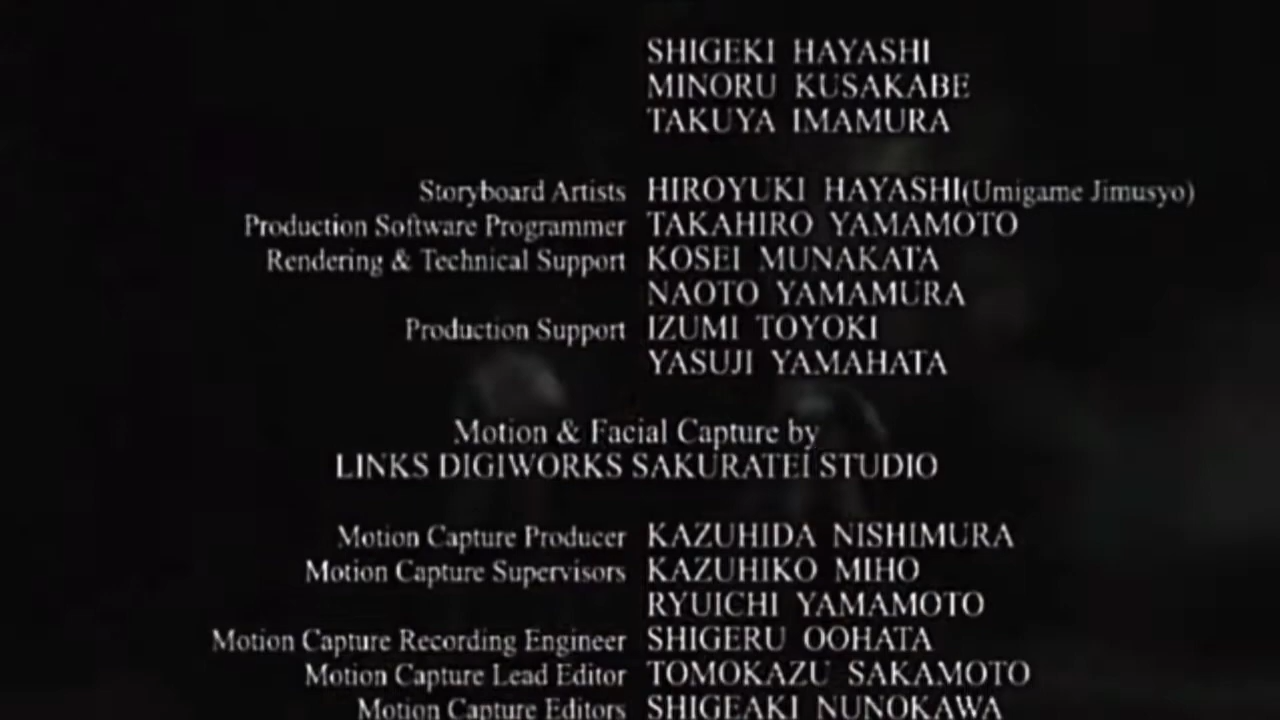 SHIGEKI HAYASHI
MINORU KUSAKABE
TAKUYA IMAMURA
Storyboard Artists HIROYUKI HAYASHI(Umigame Jimusyo)
Production Software Programmer TAKAHIRO YAMAMOTO
Rendering & Technical Support KOSEI MUNAKATA
NAOTO YAMAMURA
Production Support IZUMI TOYOKI
YASUJI YAMAHATA
Motion & Facial Capture by
LINKS DIGIWORKS SAKURATEI STUDIO
Motion Capture Producer KAZUHIDA NISHIMURA
Motion Capture Supervisors KAZUHIKO MIHO
RYUICHI YAMAMOTO
Motion Capture Recording Engineer SHIGERU OOHATA
Motion Capture Lead Editor TOMOKAZU SAKAMOTO
Motion Capture Editors SHIGEAKI NUNOKAWA